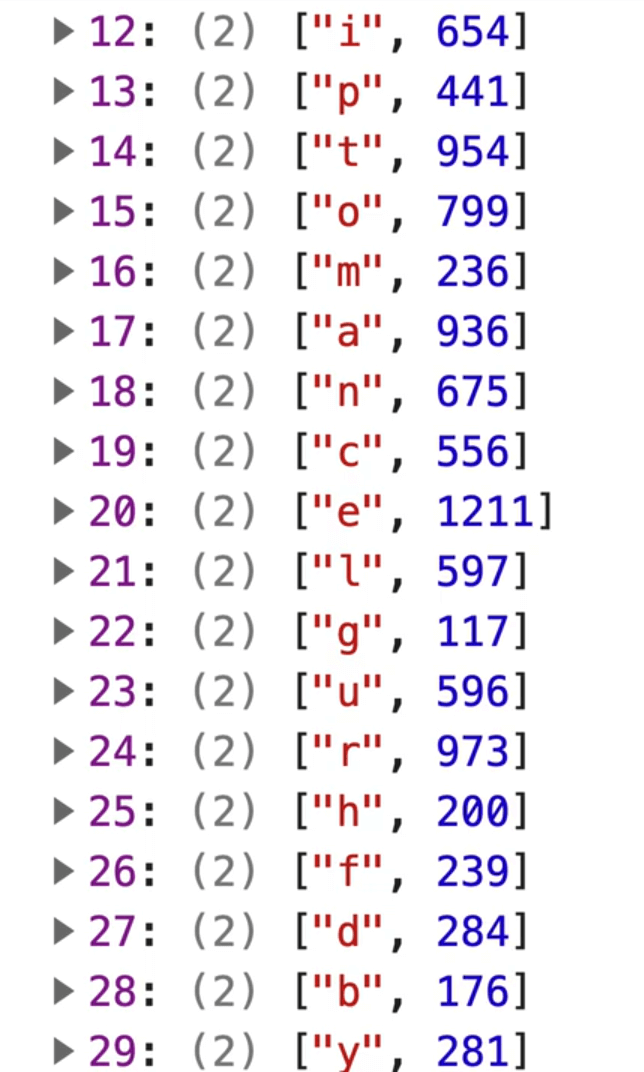 ▶ 12: (2) ["i", 654]
▶ 13: (2) ["p", 441]
▶ 14: (2) ["t", 954]
▶ 15: (2) ["o", 799]
▶ 16: (2) ["m", 236]
▶ 17: (2) ["a", 936]
▶ 18: (2) ["n", 675]
▶ 19: (2) ["c", 556]
▶ 20: (2) ["e", 1211]
▶ 21: (2) ["l", 597]
▶ 22: (2) ["g", 117]
▶ 23: (2) ["u", 596]
▶ 24: (2) ["r", 973]
▶ 25: (2) ["h", 200]
▶ 26: (2) ["f", 239]
▶ 27: (2) ["d", 284]
▶ 28: (2) ["b", 176]
▶ 29: (2) ["y", 281]